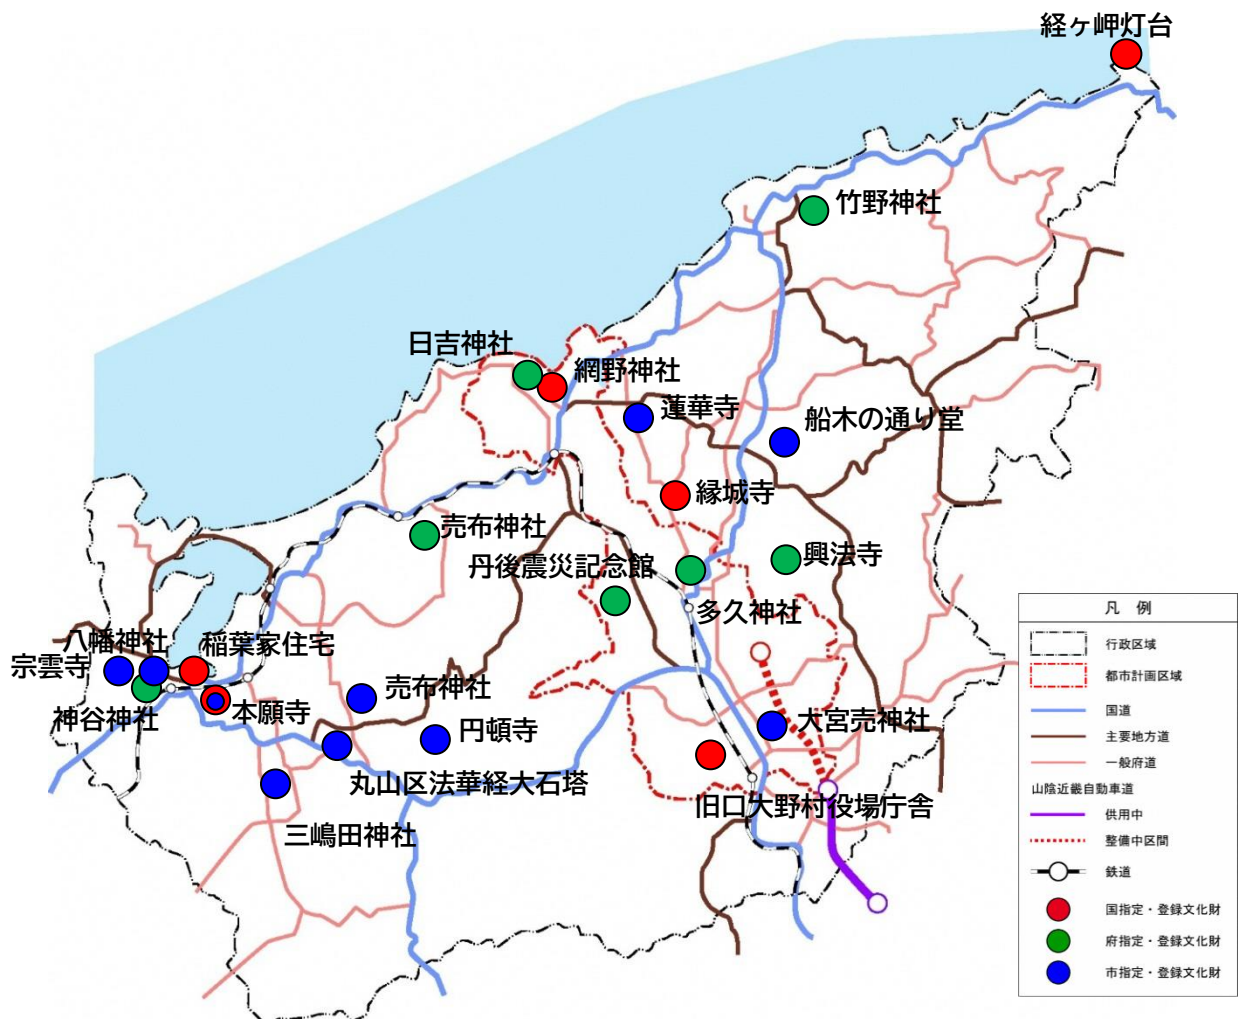 経ヶ岬灯台
竹野神社
日吉神社
網野神社
蓮華寺
船木の通り堂
縁城寺
売布神社
興法寺
丹後震災記念館
多久神社
八幡神社
稲葉家住宅
宗雲寺
売布神社
神谷神社
本願寺
大宮売神社
円頓寺
丸山区法華経大石塔
旧口大野村役場庁舎
三嶋田神社
凡 例
行政区域
都市計画区域
国道
主要地方道
一般府道
山陰近畿自動車道
供用中
整備中区間
鉄道
国指定・登録文化財
府指定・登録文化財
市指定・登録文化財